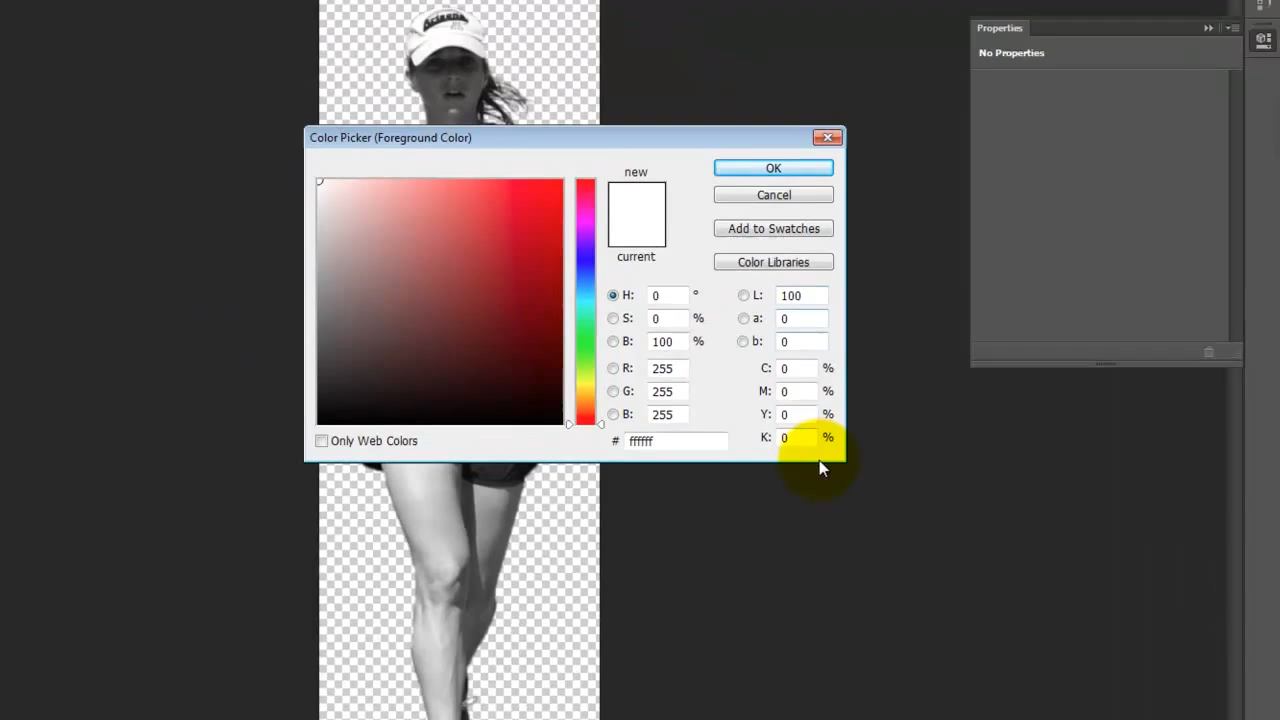 Arizona
Properties
No Properties
Color Picker (Foreground Color)
new
current
OK
Cancel
Add to Swatches
Color Libraries
H: 0 °
S: 0 %
B: 100 %
R: 255
G: 255
B: 255
# ffffff
L: 100
a: 0
b: 0
C: 0 %
M: 0 %
Y: 0 %
K: 0 %
Only Web Colors